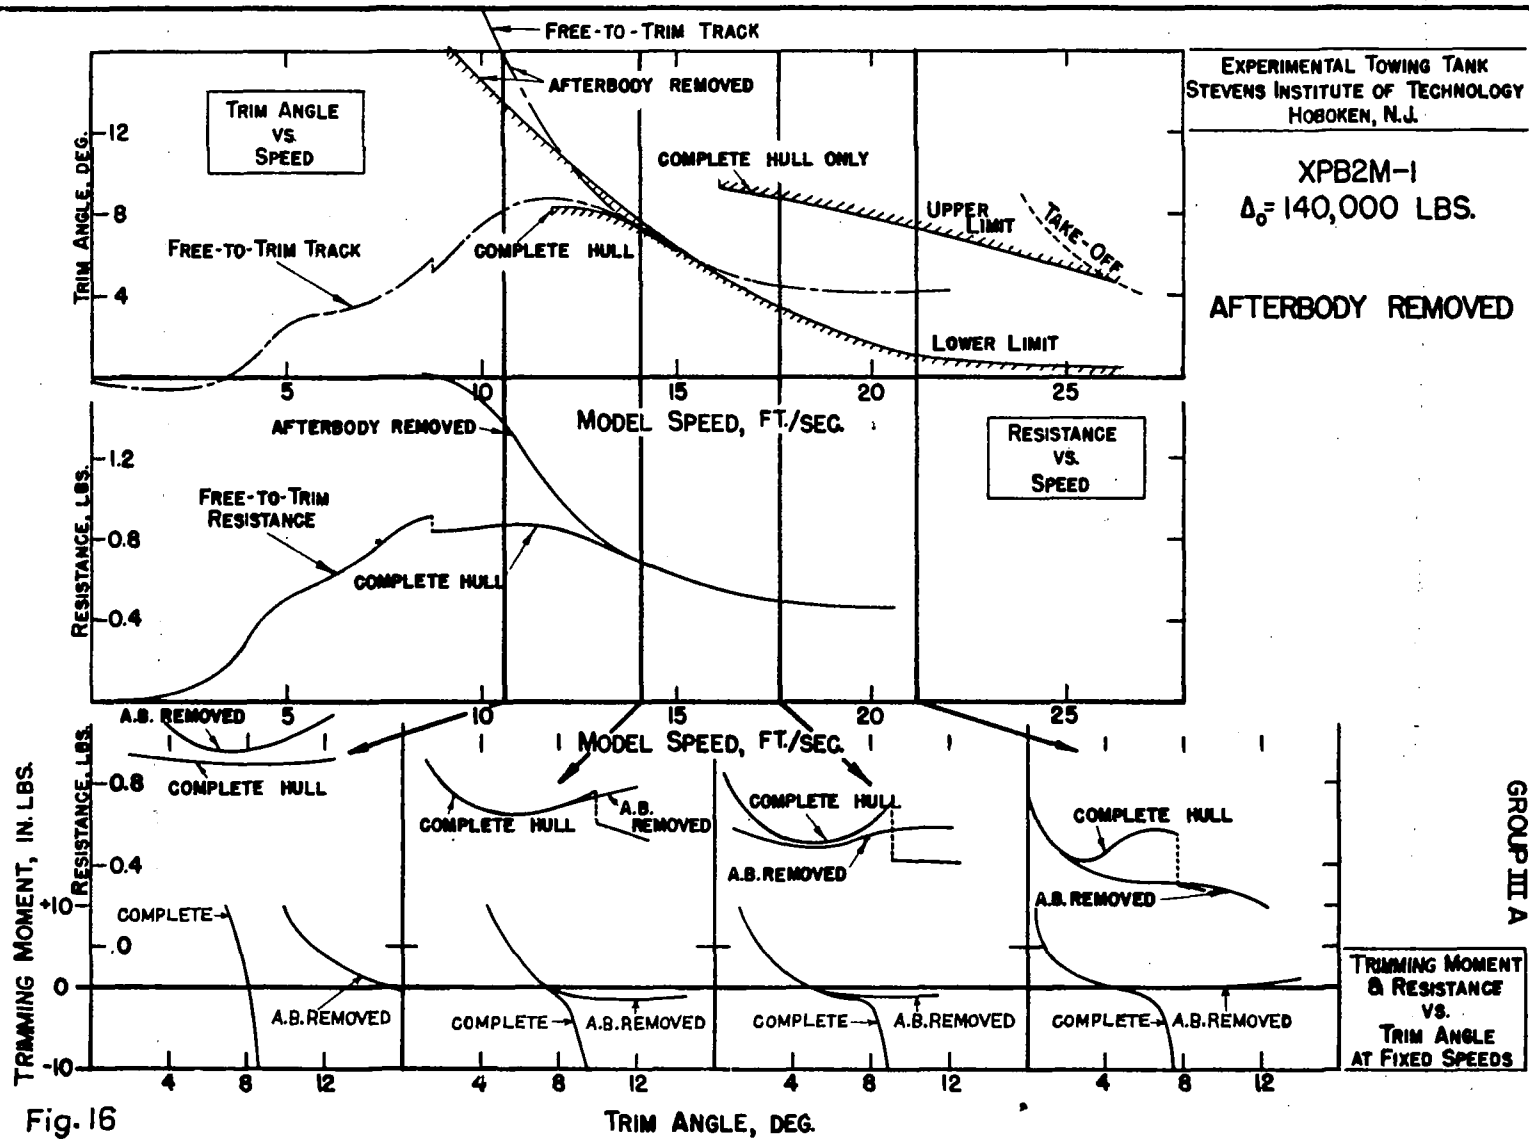 FREE-TO-TRIM TRACK
AFTERBODY REMOVED
TRIM ANGLE
VS.
SPEED
12
8
4
TRIM ANGLE, DEG.
COMPLETE HULL ONLY
UPPER
LIMIT
TAKE-OFF
FREE-TO-TRIM TRACK
COMPLETE HULL
LOWER LIMIT
5
10
15
20
25
MODEL SPEED, FT./SEC.
EXPERIMENTAL TOWING TANK
STEVENS INSTITUTE OF TECHNOLOGY
HOBOKEN, N.J.
XPB2M-1
Δ₀= 140,000 LBS.
AFTERBODY REMOVED
AFTERBODY REMOVED
RESISTANCE
VS.
SPEED
1.2
0.8
0.4
RESISTANCE, LBS.
FREE-TO-TRIM
RESISTANCE
COMPLETE HULL
5
10
15
20
25
MODEL SPEED, FT./SEC.
A.B. REMOVED
COMPLETE HULL
COMPLETE HULL
A.B.
REMOVED
COMPLETE HULL
A.B. REMOVED
COMPLETE HULL
A.B. REMOVED
RESISTANCE, LBS.
0.8
0.4
.0
TRIMMING MOMENT, IN. LBS.
+10
0
-10
COMPLETE
A.B. REMOVED
COMPLETE
A.B. REMOVED
COMPLETE
A.B. REMOVED
COMPLETE
A.B. REMOVED
4 8 12 4 8 12 4 8 12 4 8 12
TRIM ANGLE, DEG.
GROUP III A
TRIMMING MOMENT
& RESISTANCE
VS.
TRIM ANGLE
AT FIXED SPEEDS
Fig. 16